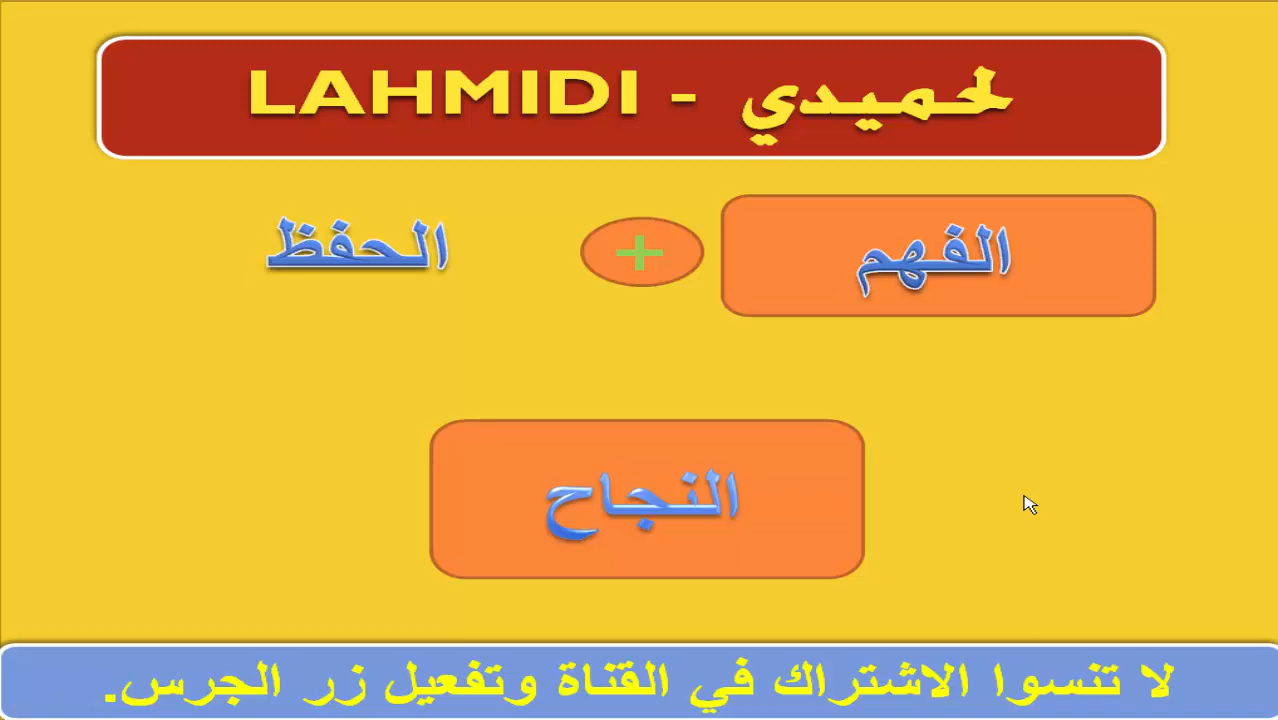 لحميدي - LAHMIDI
الفهم + الحفظ
النجاح
لا تنسوا الاشتراك في القناة وتفعيل زر الجرس.